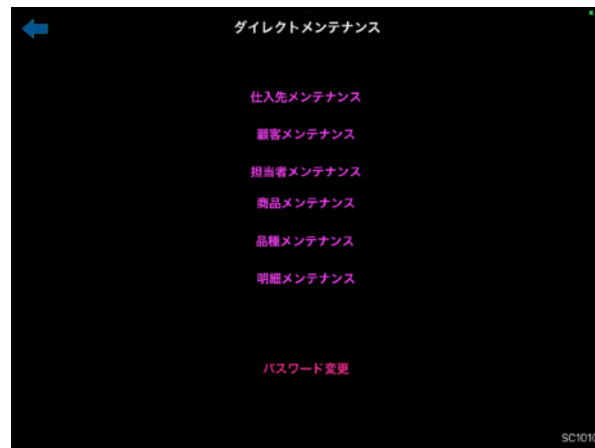 ダイレクトメンテナンス
仕入先メンテナンス
顧客メンテナンス
担当者メンテナンス
商品メンテナンス
品種メンテナンス
明細メンテナンス
パスワード変更
SC1010